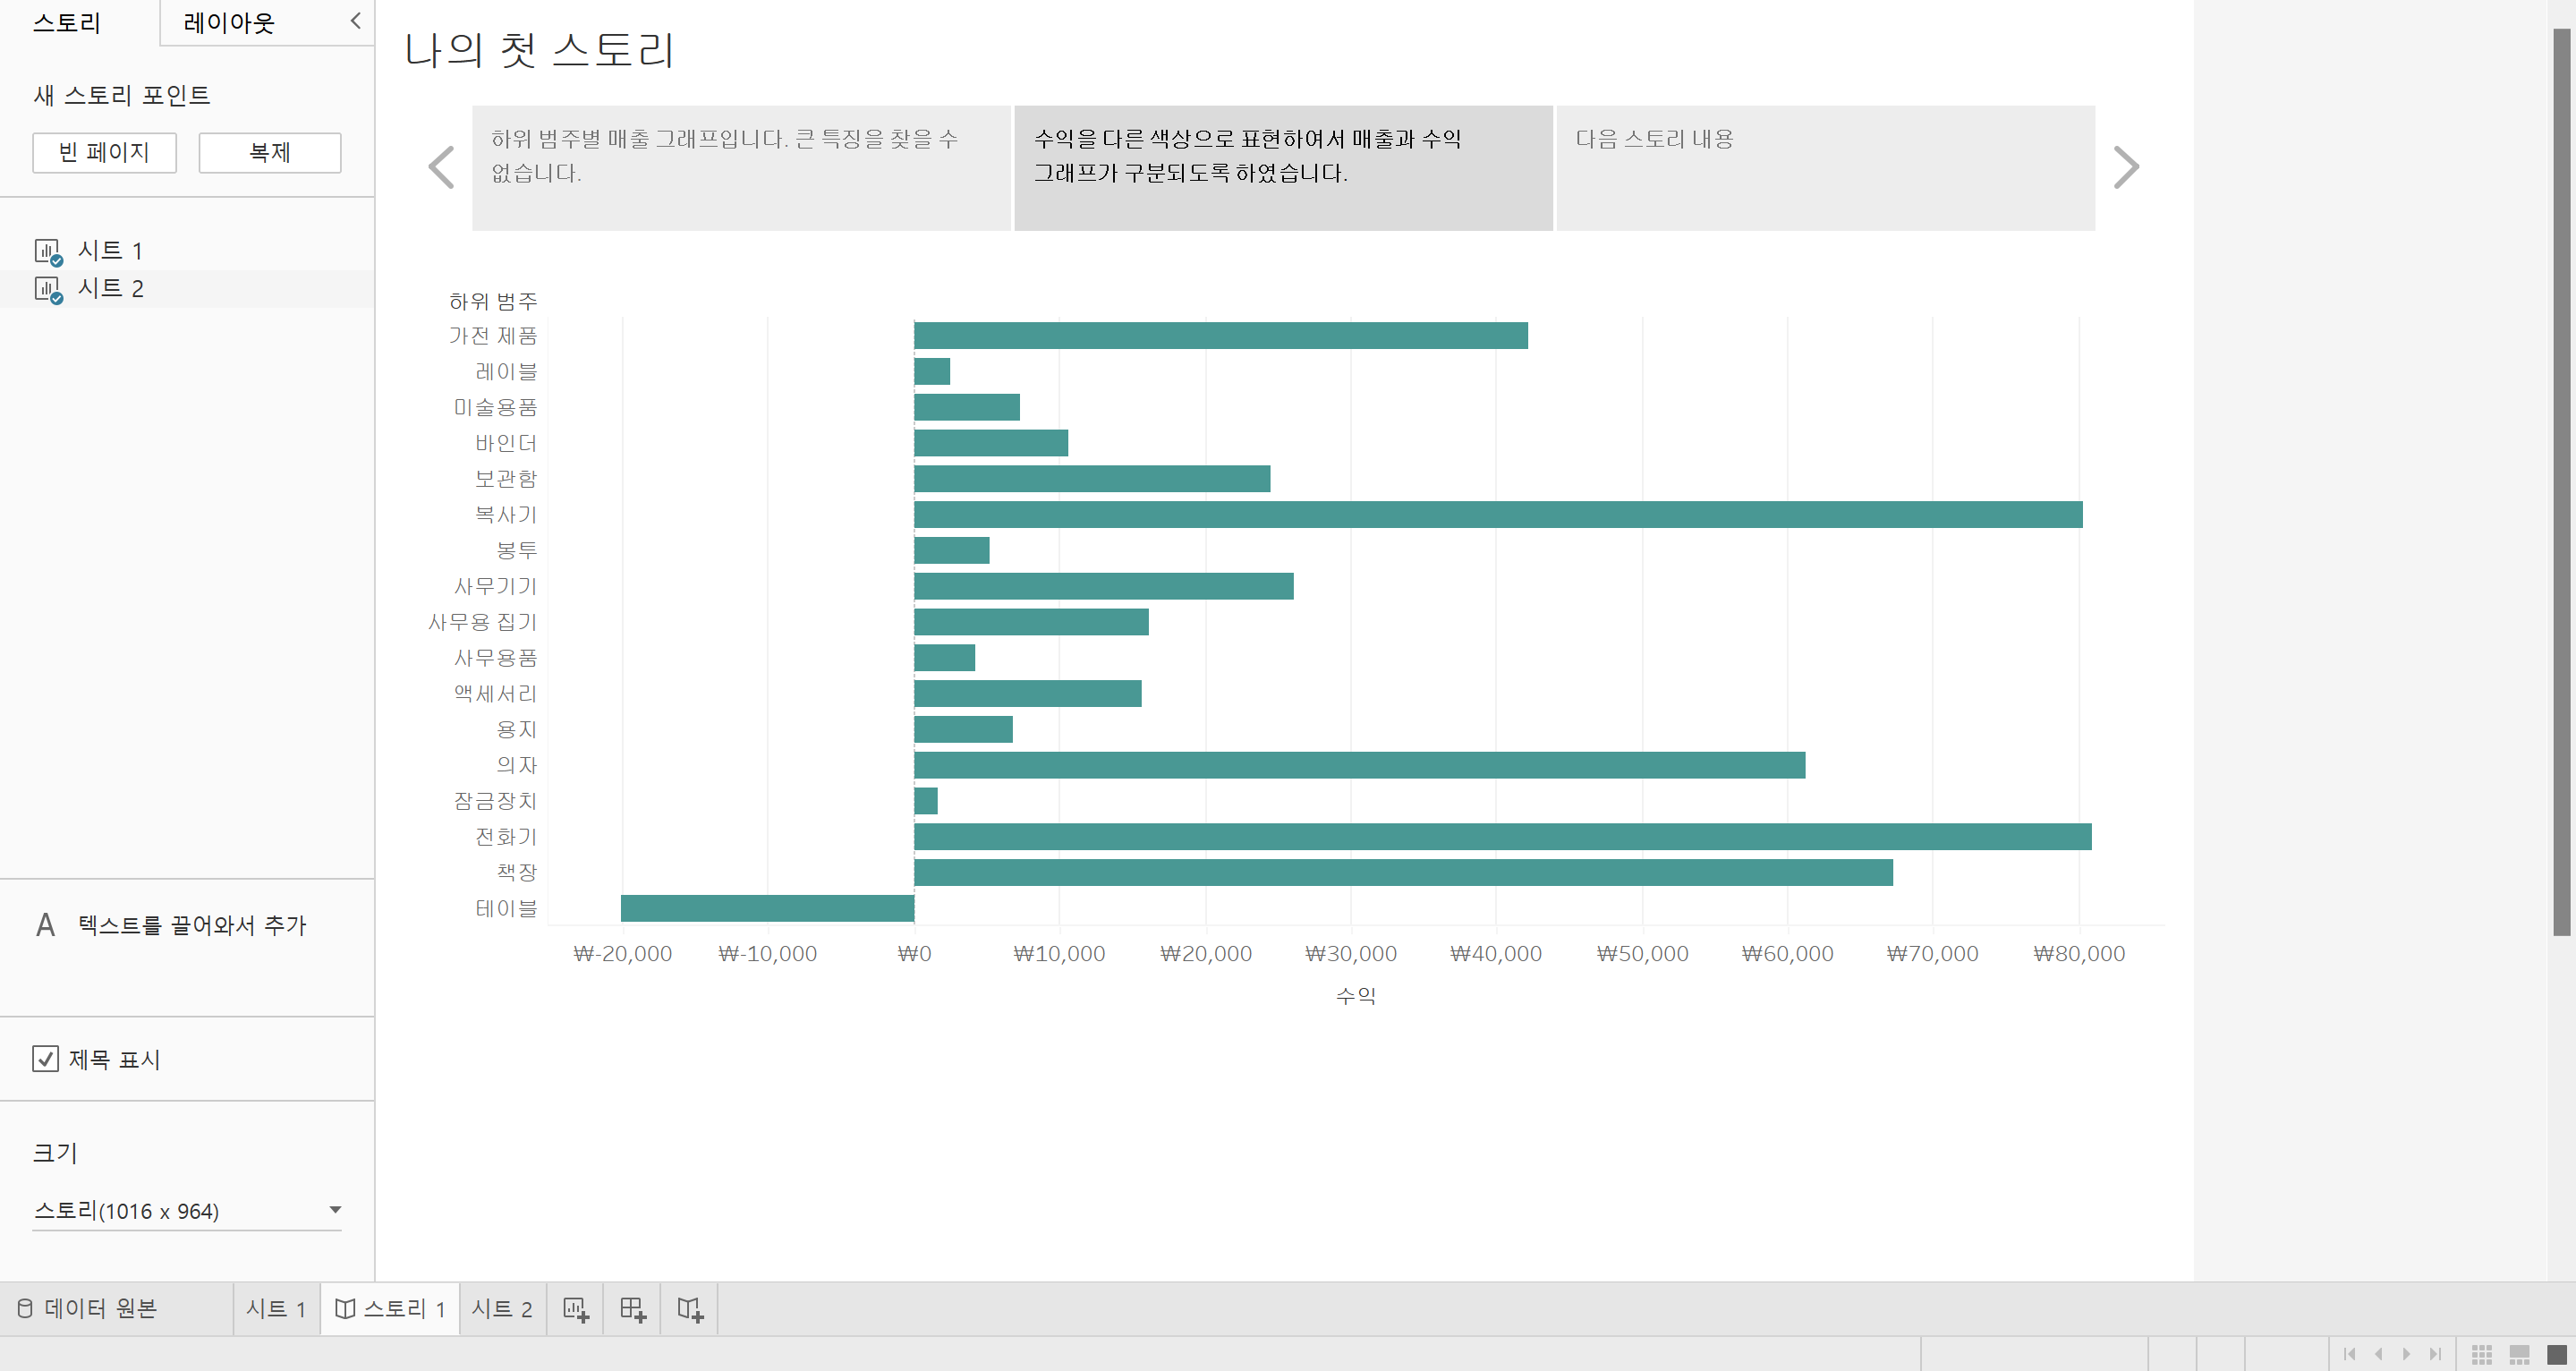 스토리
레이아웃
새 스토리 포인트
빈 페이지
복제
시트 1
시트 2
텍스트를 끌어와서 추가
제목 표시
크기
스토리(1016 x 964)
나의 첫 스토리
하위 범주별 매출 그래프입니다. 큰 특징을 찾을 수
없습니다.
수익을 다른 색상으로 표현하여서 매출과 수익
그래프가 구분되도록 하였습니다.
다음 스토리 내용
하위 범주
가전 제품
레이블
미술용품
바인더
보관함
복사기
봉투
사무기기
사무용 집기
사무용품
액세서리
용지
의자
잠금장치
전화기
책장
테이블
₩-20,000 ₩-10,000 ₩0 ₩10,000 ₩20,000 ₩30,000 ₩40,000 ₩50,000 ₩60,000 ₩70,000 ₩80,000
수익
데이터 원본 시트 1 스토리 1 시트 2